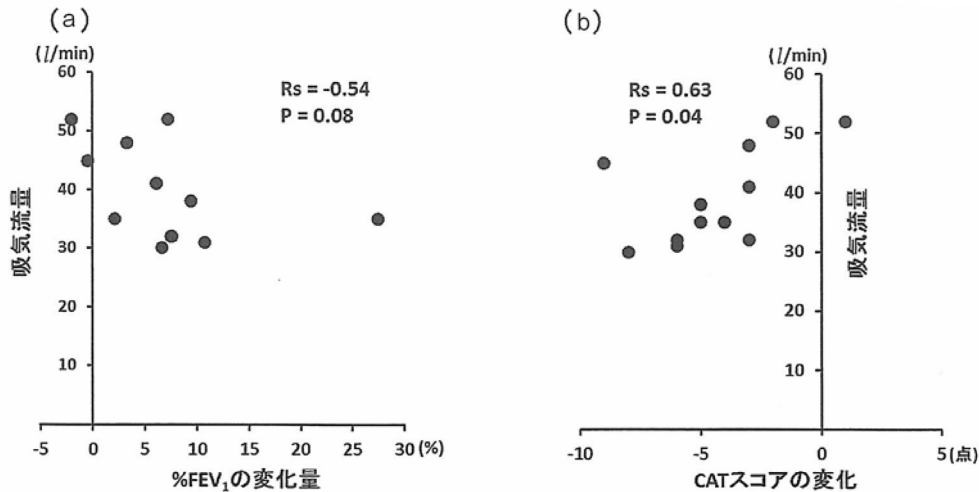 (a)
(l/min)
60
50
40
30
20
10
-5 0 5 10 15 20 25 30 (%)
吸気流量
Rs = -0.54
P = 0.08
%FEV₁の変化量
(b)
(l/min)
60
50
40
30
20
10
-10 -5 0 5 (点)
吸気流量
Rs = 0.63
P = 0.04
CATスコアの変化